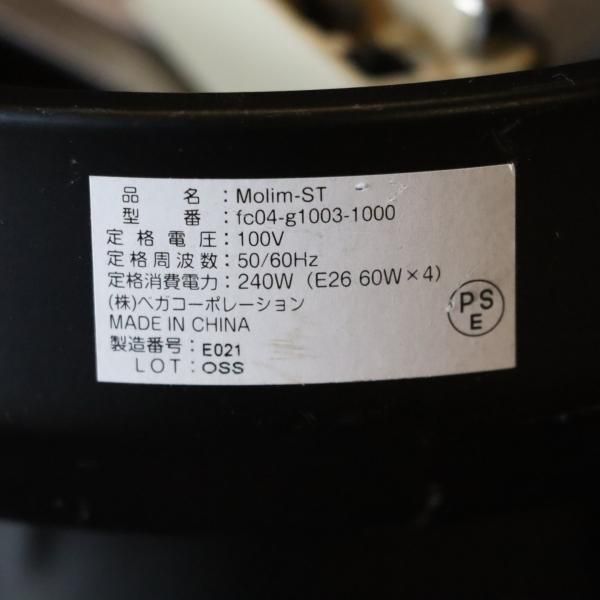 品名：Molim-ST
型番：fc04-g1003-1000
定格電圧：100V
定格周波数：50/60Hz
定格消費電力：240W（E26 60W×4）
(株)ベガコーポレーション
MADE IN CHINA
製造番号：E021
LOT：OSS
PS
E